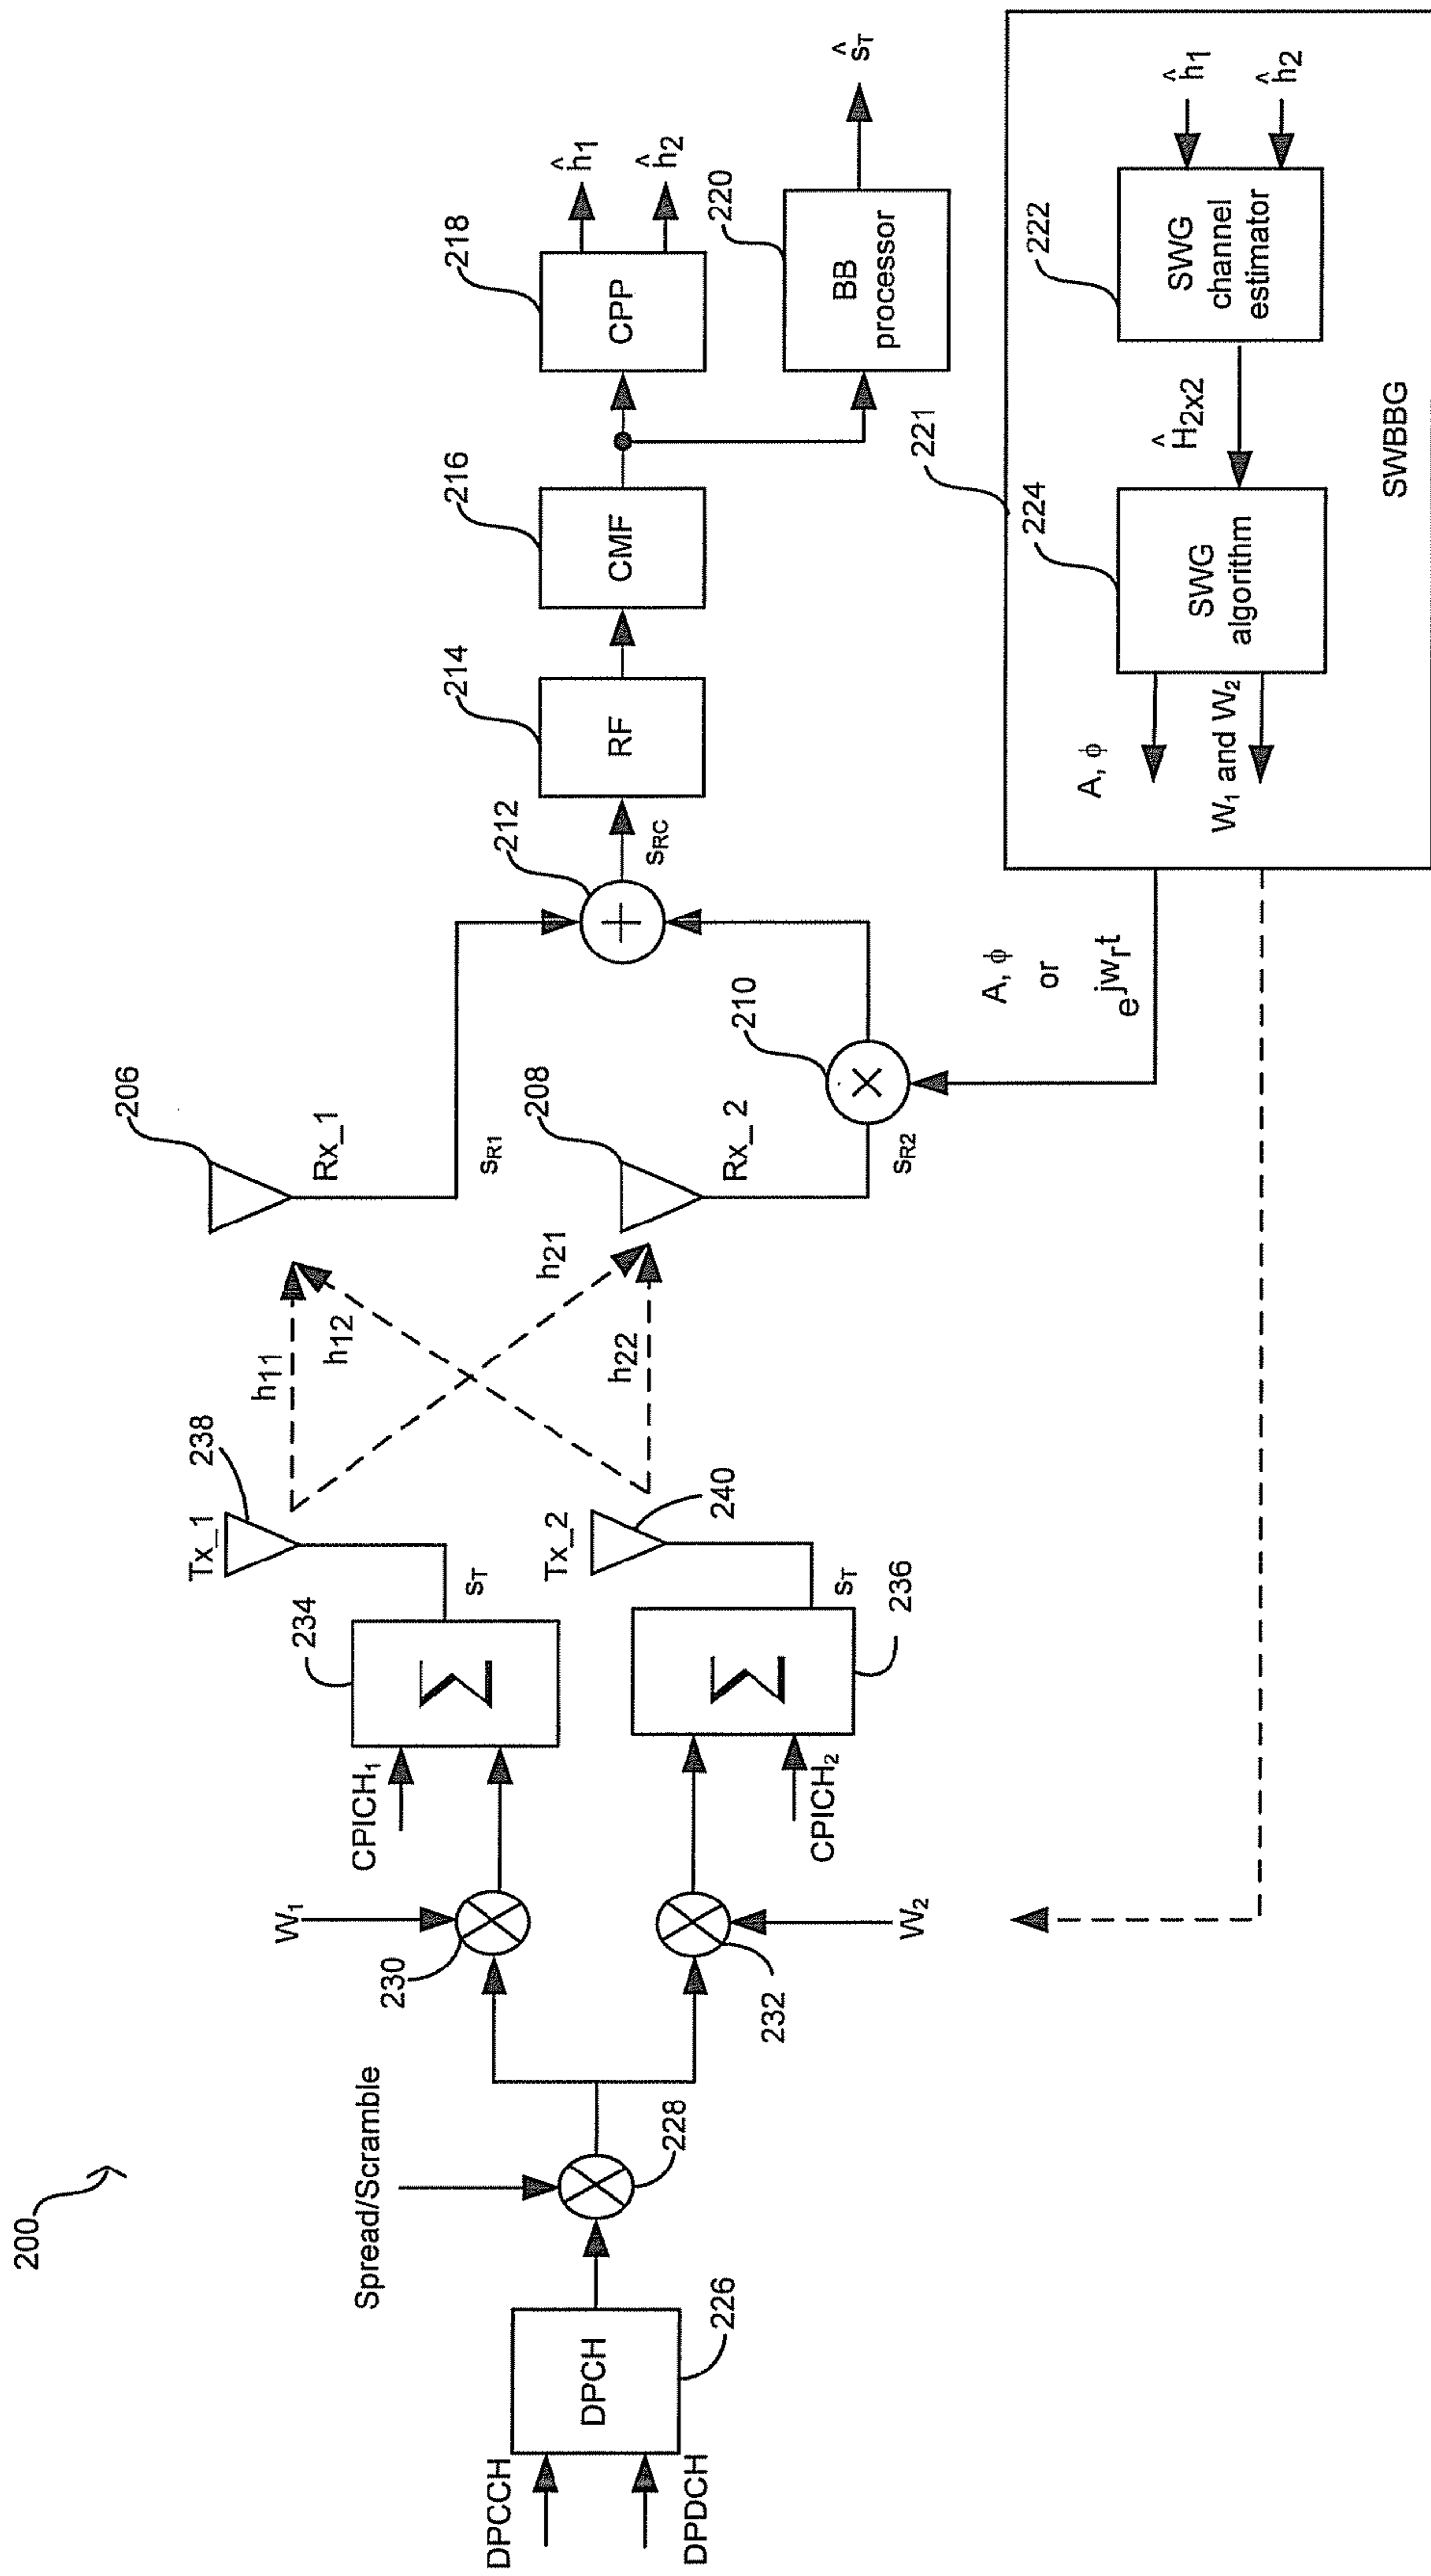 200
DPCCH
DPDCH
DPCH
226
Spread/Scramble
228
W₁
230
W₂
232
CPICH₁
234
Σ
CPICH₂
236
Σ
sT
sT
Tx_1
238
Tx_2
240
h11
h12
h21
h22
206
Rx_1
sR1
208
Rx_2
sR2
210
212
+
×
sRC
A, ϕ
or
e^jwrt
214
RF
216
CMF
218
CPP
ĥ1
ĥ2
220
BB
processor
ŝT
221
224
SWG
algorithm
A, ϕ
W₁ and W₂
Ĥ2x2
222
SWG
channel
estimator
ĥ1
ĥ2
SWBBG